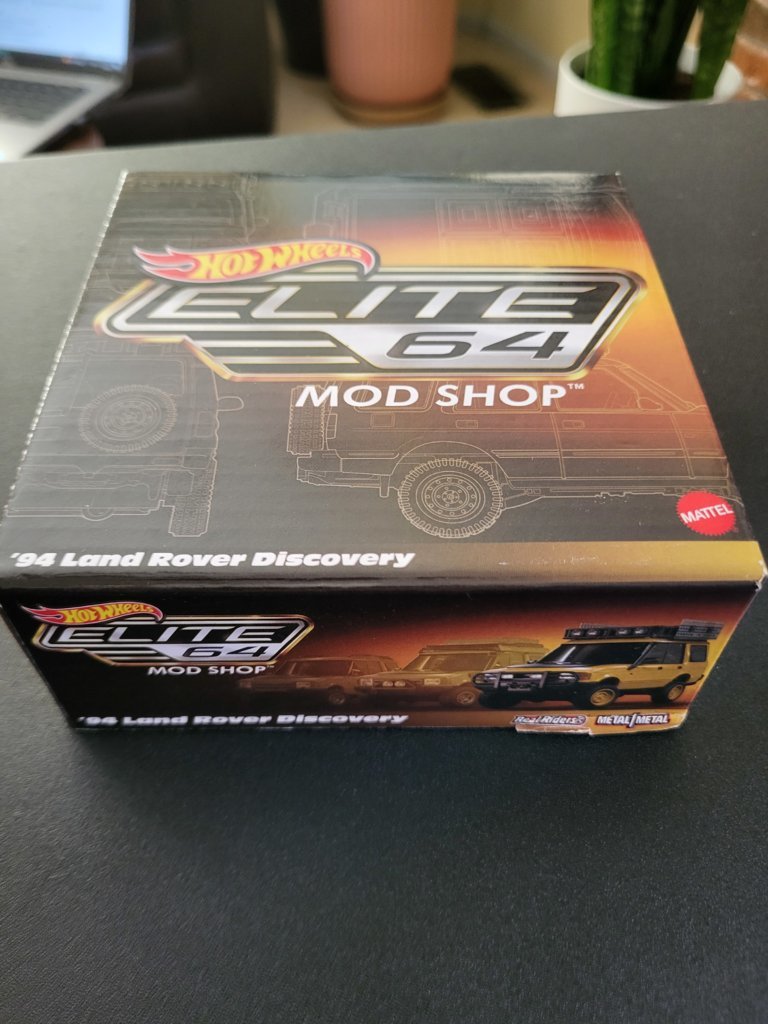 HOT WHEELS
ELITE
64
MOD SHOP™
MATTEL
'94 Land Rover Discovery
HOT WHEELS
ELITE
64
MOD SHOP™
'94 Land Rover Discovery
Real Riders®
METAL/METAL